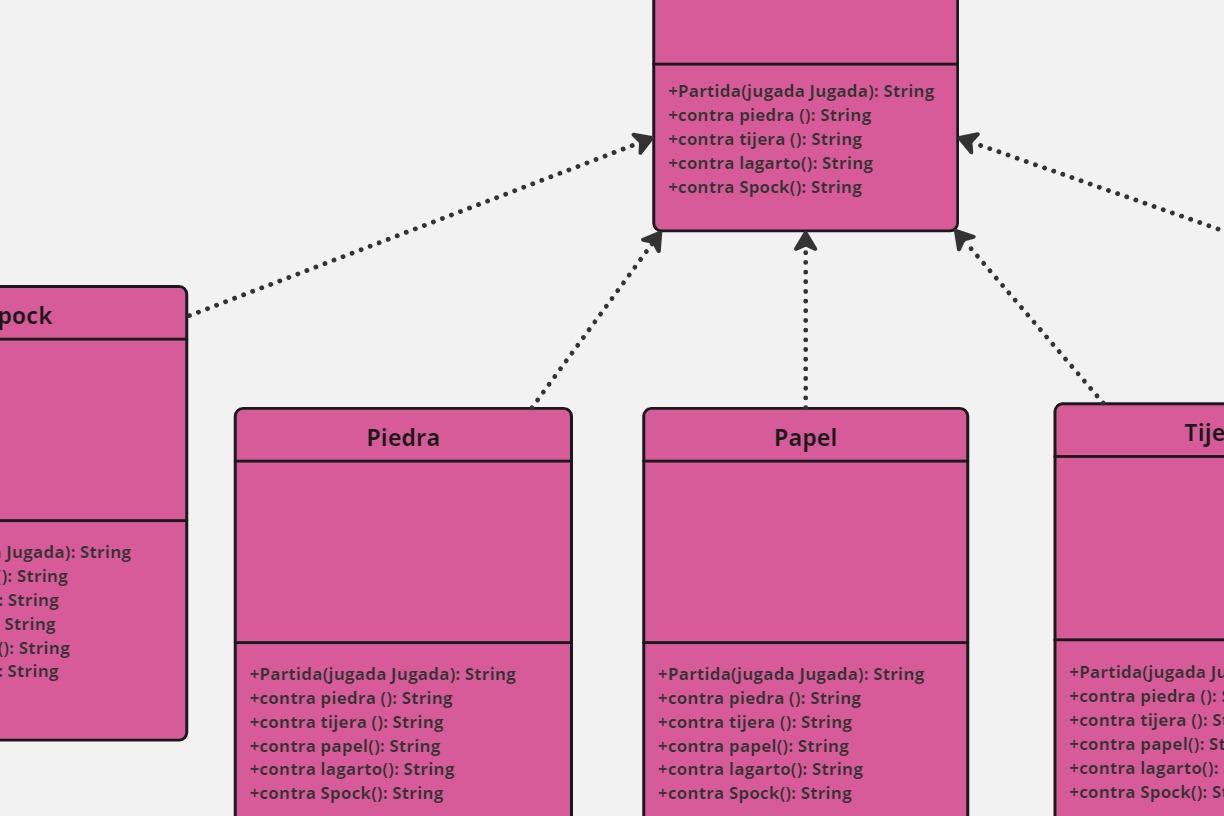 +Partida(jugada Jugada): String
+contra piedra (): String
+contra tijera (): String
+contra lagarto(): String
+contra Spock(): String
pock
Jugada): String
(): String
: String
String
(): String
: String
Piedra
+Partida(jugada Jugada): String
+contra piedra (): String
+contra tijera (): String
+contra papel(): String
+contra lagarto(): String
+contra Spock(): String
Papel
+Partida(jugada Jugada): String
+contra piedra (): String
+contra tijera (): String
+contra papel(): String
+contra lagarto(): String
+contra Spock(): String
Tije
+Partida(jugada Ju
+contra piedra ():
+contra tijera (): St
+contra papel(): St
+contra lagarto():
+contra Spock(): St